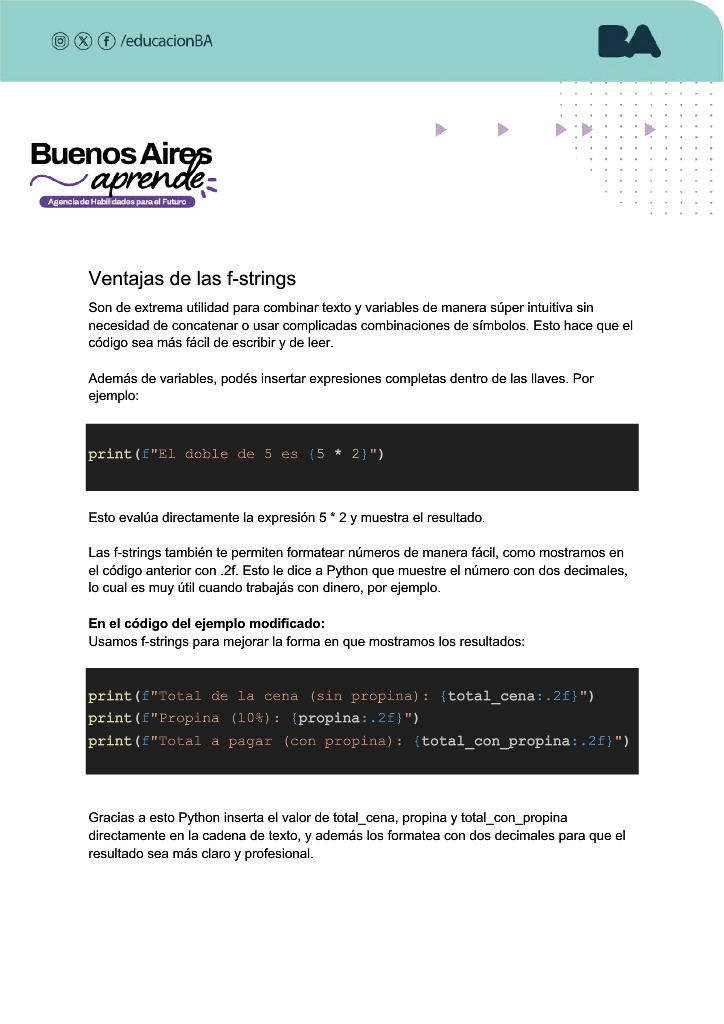 /educacionBA
BA
Buenos Aires
aprende
Agencia de Habilidades para el Futuro
Ventajas de las f-strings
Son de extrema utilidad para combinar texto y variables de manera súper intuitiva sin
necesidad de concatenar o usar complicadas combinaciones de símbolos. Esto hace que el
código sea más fácil de escribir y de leer.
Además de variables, podés insertar expresiones completas dentro de las llaves. Por
ejemplo:
print(f"El doble de 5 es {5 * 2}")
Esto evalúa directamente la expresión 5 * 2 y muestra el resultado.
Las f-strings también te permiten formatear números de manera fácil, como mostramos en
el código anterior con .2f. Esto le dice a Python que muestre el número con dos decimales,
lo cual es muy útil cuando trabajás con dinero, por ejemplo.
En el código del ejemplo modificado:
Usamos f-strings para mejorar la forma en que mostramos los resultados:
print(f"Total de la cena (sin propina): {total_cena:.2f}")
print(f"Propina (10%): {propina:.2f}")
print(f"Total a pagar (con propina): {total_con_propina:.2f}")
Gracias a esto Python inserta el valor de total_cena, propina y total_con_propina
directamente en la cadena de texto, y además los formatea con dos decimales para que el
resultado sea más claro y profesional.